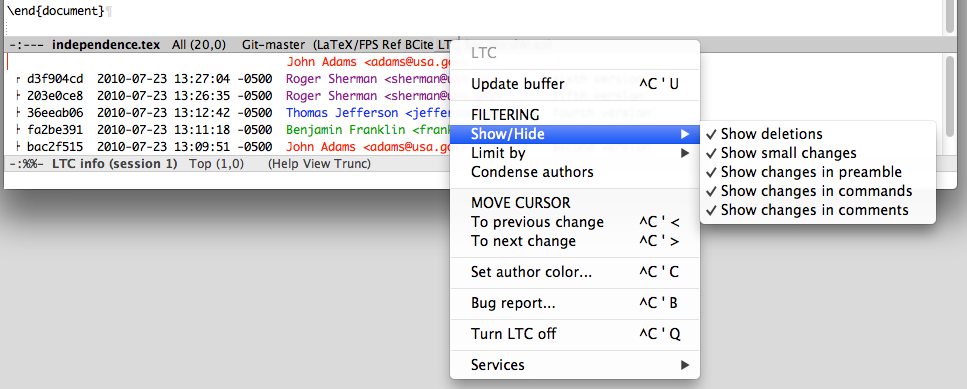 \end{document}¶
-:--- independence.tex All (20,0) Git-master (LaTeX/FPS Ref BCite LT
John Adams <adams@usa.g
d3f904cd 2010-07-23 13:27:04 -0500 Roger Sherman <sherman@u
203e0ce8 2010-07-23 13:26:35 -0500 Roger Sherman <sherman@u
36eeab06 2010-07-23 13:12:42 -0500 Thomas Jefferson <jeffe
fa2be391 2010-07-23 13:11:18 -0500 Benjamin Franklin <frank
bac2f515 2010-07-23 13:09:51 -0500 John Adams <adams@usa.g
-:%%- LTC info (session 1) Top (1,0) (Help View Trunc)
LTC
Update buffer ^C ' U
FILTERING
Show/Hide ▶
Limit by ▶
Condense authors
MOVE CURSOR
To previous change ^C ' <
To next change ^C ' >
Set author color... ^C ' C
Bug report... ^C ' B
Turn LTC off ^C ' Q
Services ▶
✓ Show deletions
✓ Show small changes
✓ Show changes in preamble
✓ Show changes in commands
✓ Show changes in comments